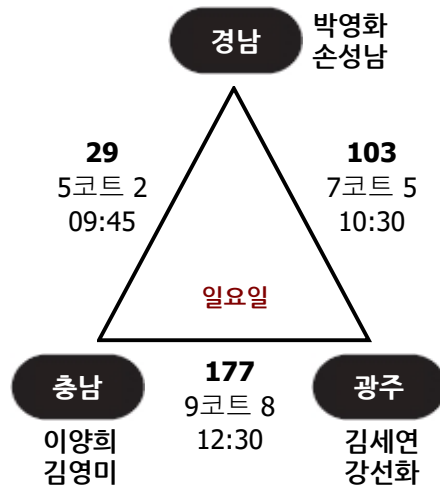 경남
박영화
손성남
29
5코트 2
09:45
103
7코트 5
10:30
일요일
충남
이양희
김영미
177
9코트 8
12:30
광주
김세연
강선화